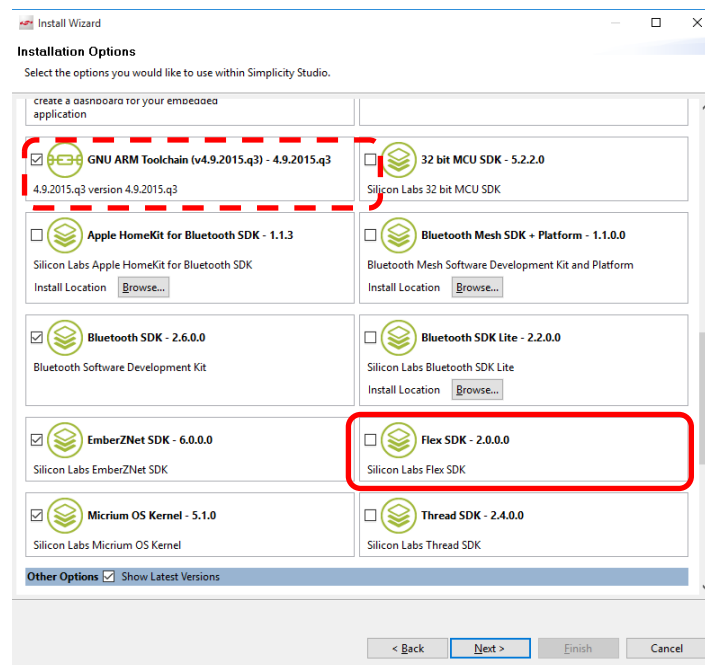 Install Wizard
Installation Options
Select the options you would like to use within Simplicity Studio.
create a dashboard for your embedded
application
GNU ARM Toolchain (v4.9.2015.q3) - 4.9.2015.q3
4.9.2015.q3 version 4.9.2015.q3
32 bit MCU SDK - 5.2.2.0
Silicon Labs 32 bit MCU SDK
Apple HomeKit for Bluetooth SDK - 1.1.3
Silicon Labs Apple HomeKit for Bluetooth SDK
Install Location Browse...
Bluetooth Mesh SDK + Platform - 1.1.0.0
Bluetooth Mesh Software Development Kit and Platform
Install Location Browse...
Bluetooth SDK - 2.6.0.0
Bluetooth Software Development Kit
Bluetooth SDK Lite - 2.2.0.0
Silicon Labs Bluetooth SDK Lite
Install Location Browse...
EmberZNet SDK - 6.0.0.0
Silicon Labs EmberZNet SDK
Flex SDK - 2.0.0.0
Silicon Labs Flex SDK
Micrium OS Kernel - 5.1.0
Silicon Labs Micrium OS Kernel
Thread SDK - 2.4.0.0
Silicon Labs Thread SDK
Other Options Show Latest Versions
< Back Next > Finish Cancel